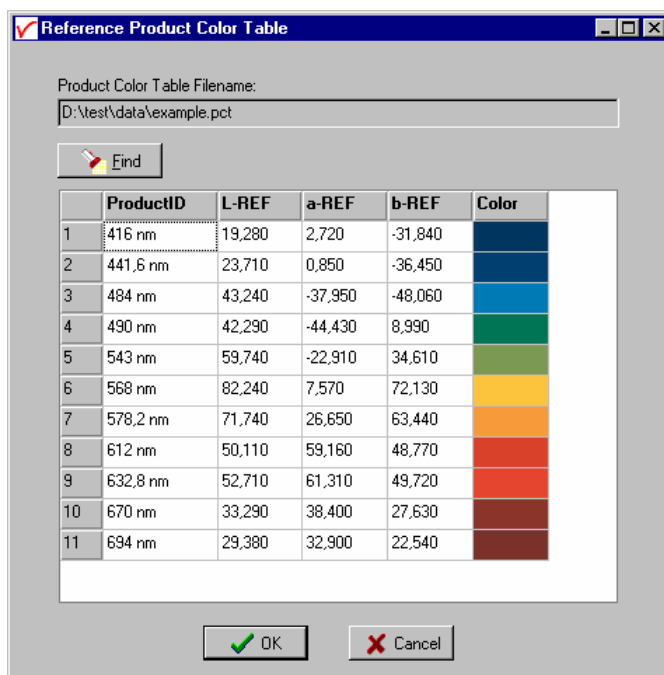 Reference Product Color Table
Product Color Table Filename:
D:\test\data\example.pct
Find
ProductID L-REF a-REF b-REF Color
1 416 nm 19,280 2,720 -31,840
2 441,6 nm 23,710 0,850 -36,450
3 484 nm 43,240 -37,950 -48,060
4 490 nm 42,290 -44,430 8,990
5 543 nm 59,740 -22,910 34,610
6 568 nm 82,240 7,570 72,130
7 578,2 nm 71,740 26,650 63,440
8 612 nm 50,110 59,160 48,770
9 632,8 nm 52,710 61,310 49,720
10 670 nm 33,290 38,400 27,630
11 694 nm 29,380 32,900 22,540
OK Cancel